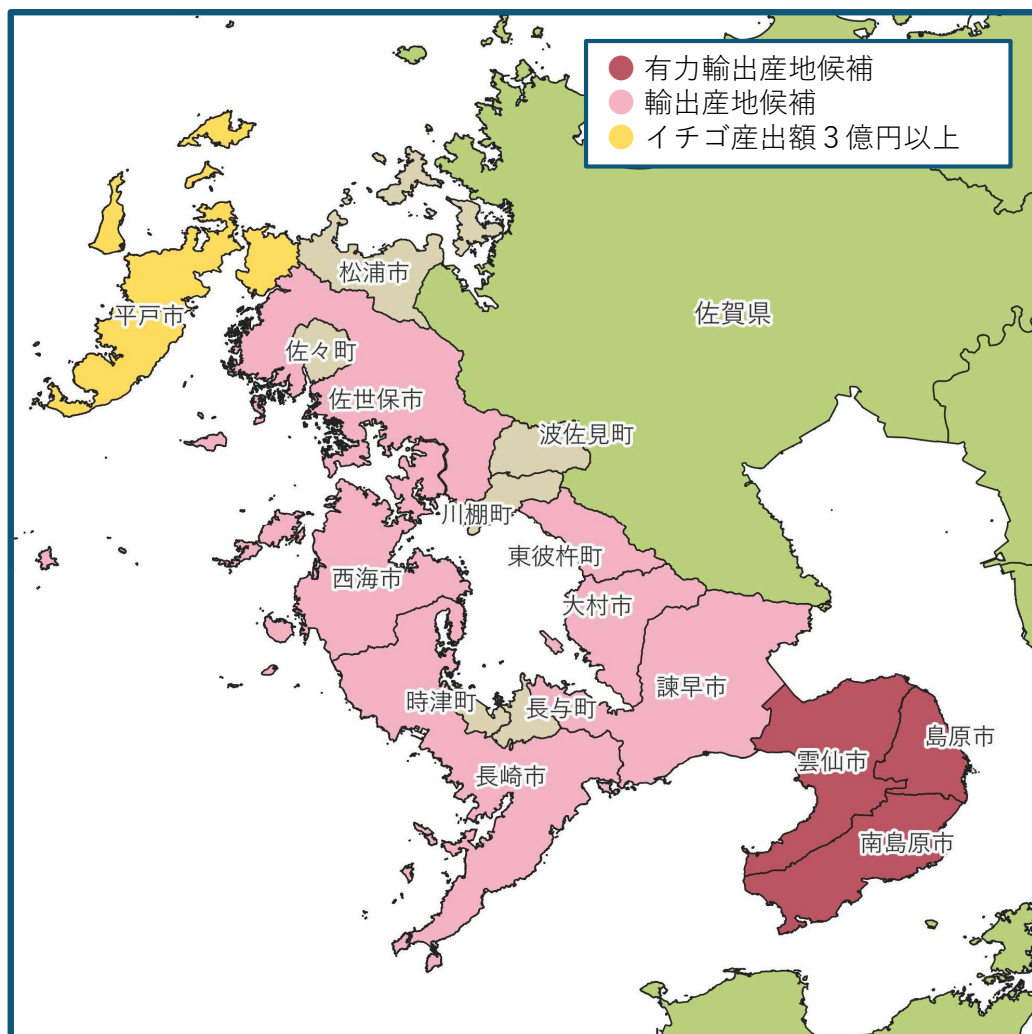 有力輸出産地候補
輸出産地候補
イチゴ産出額３億円以上
松浦市
平戸市
佐賀県
佐々町
佐世保市
波佐見町
川棚町
東彼杵町
西海市
大村市
諫早市
時津町
長与町
島原市
雲仙市
長崎市
南島原市